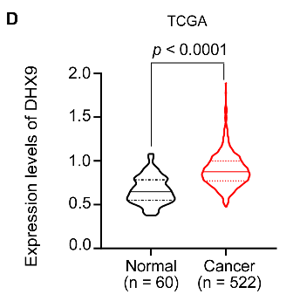 D
TCGA
p < 0.0001
Expression levels of DHX9
2.0
1.5
1.0
0.5
0.0
Normal
(n = 60)
Cancer
(n = 522)